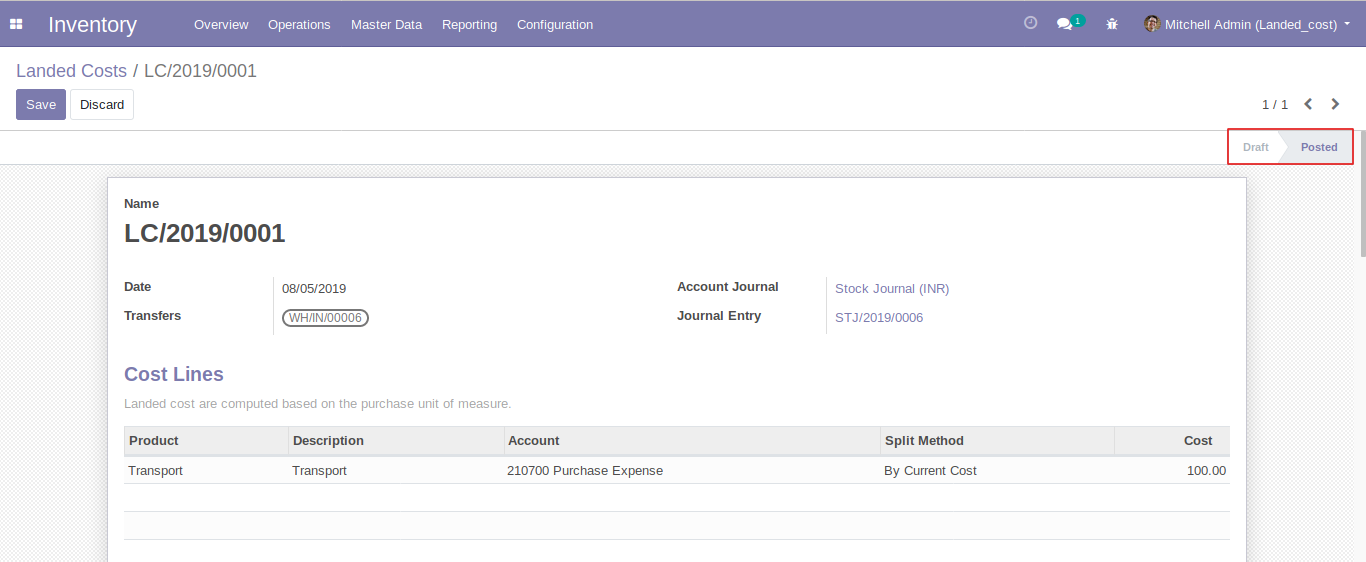 Inventory Overview Operations Master Data Reporting Configuration 1 Mitchell Admin (Landed_cost)
Landed Costs / LC/2019/0001
Save Discard 1 / 1
Draft Posted
Name
LC/2019/0001
Date 08/05/2019 Account Journal Stock Journal (INR)
Transfers WH/IN/00006 Journal Entry STJ/2019/0006
Cost Lines
Landed cost are computed based on the purchase unit of measure.
Product Description Account Split Method Cost
Transport Transport 210700 Purchase Expense By Current Cost 100.00